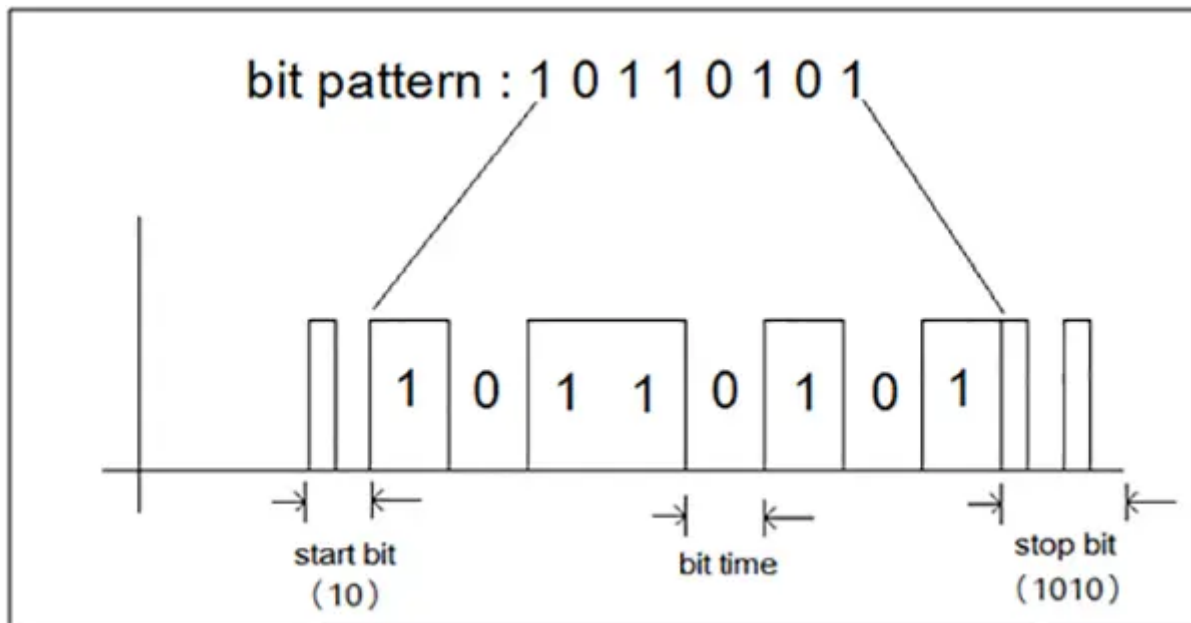 bit pattern : 1 0 1 1 0 1 0 1
1 0 1 1 0 1 0 1
start bit
(10)
bit time
stop bit
(1010)